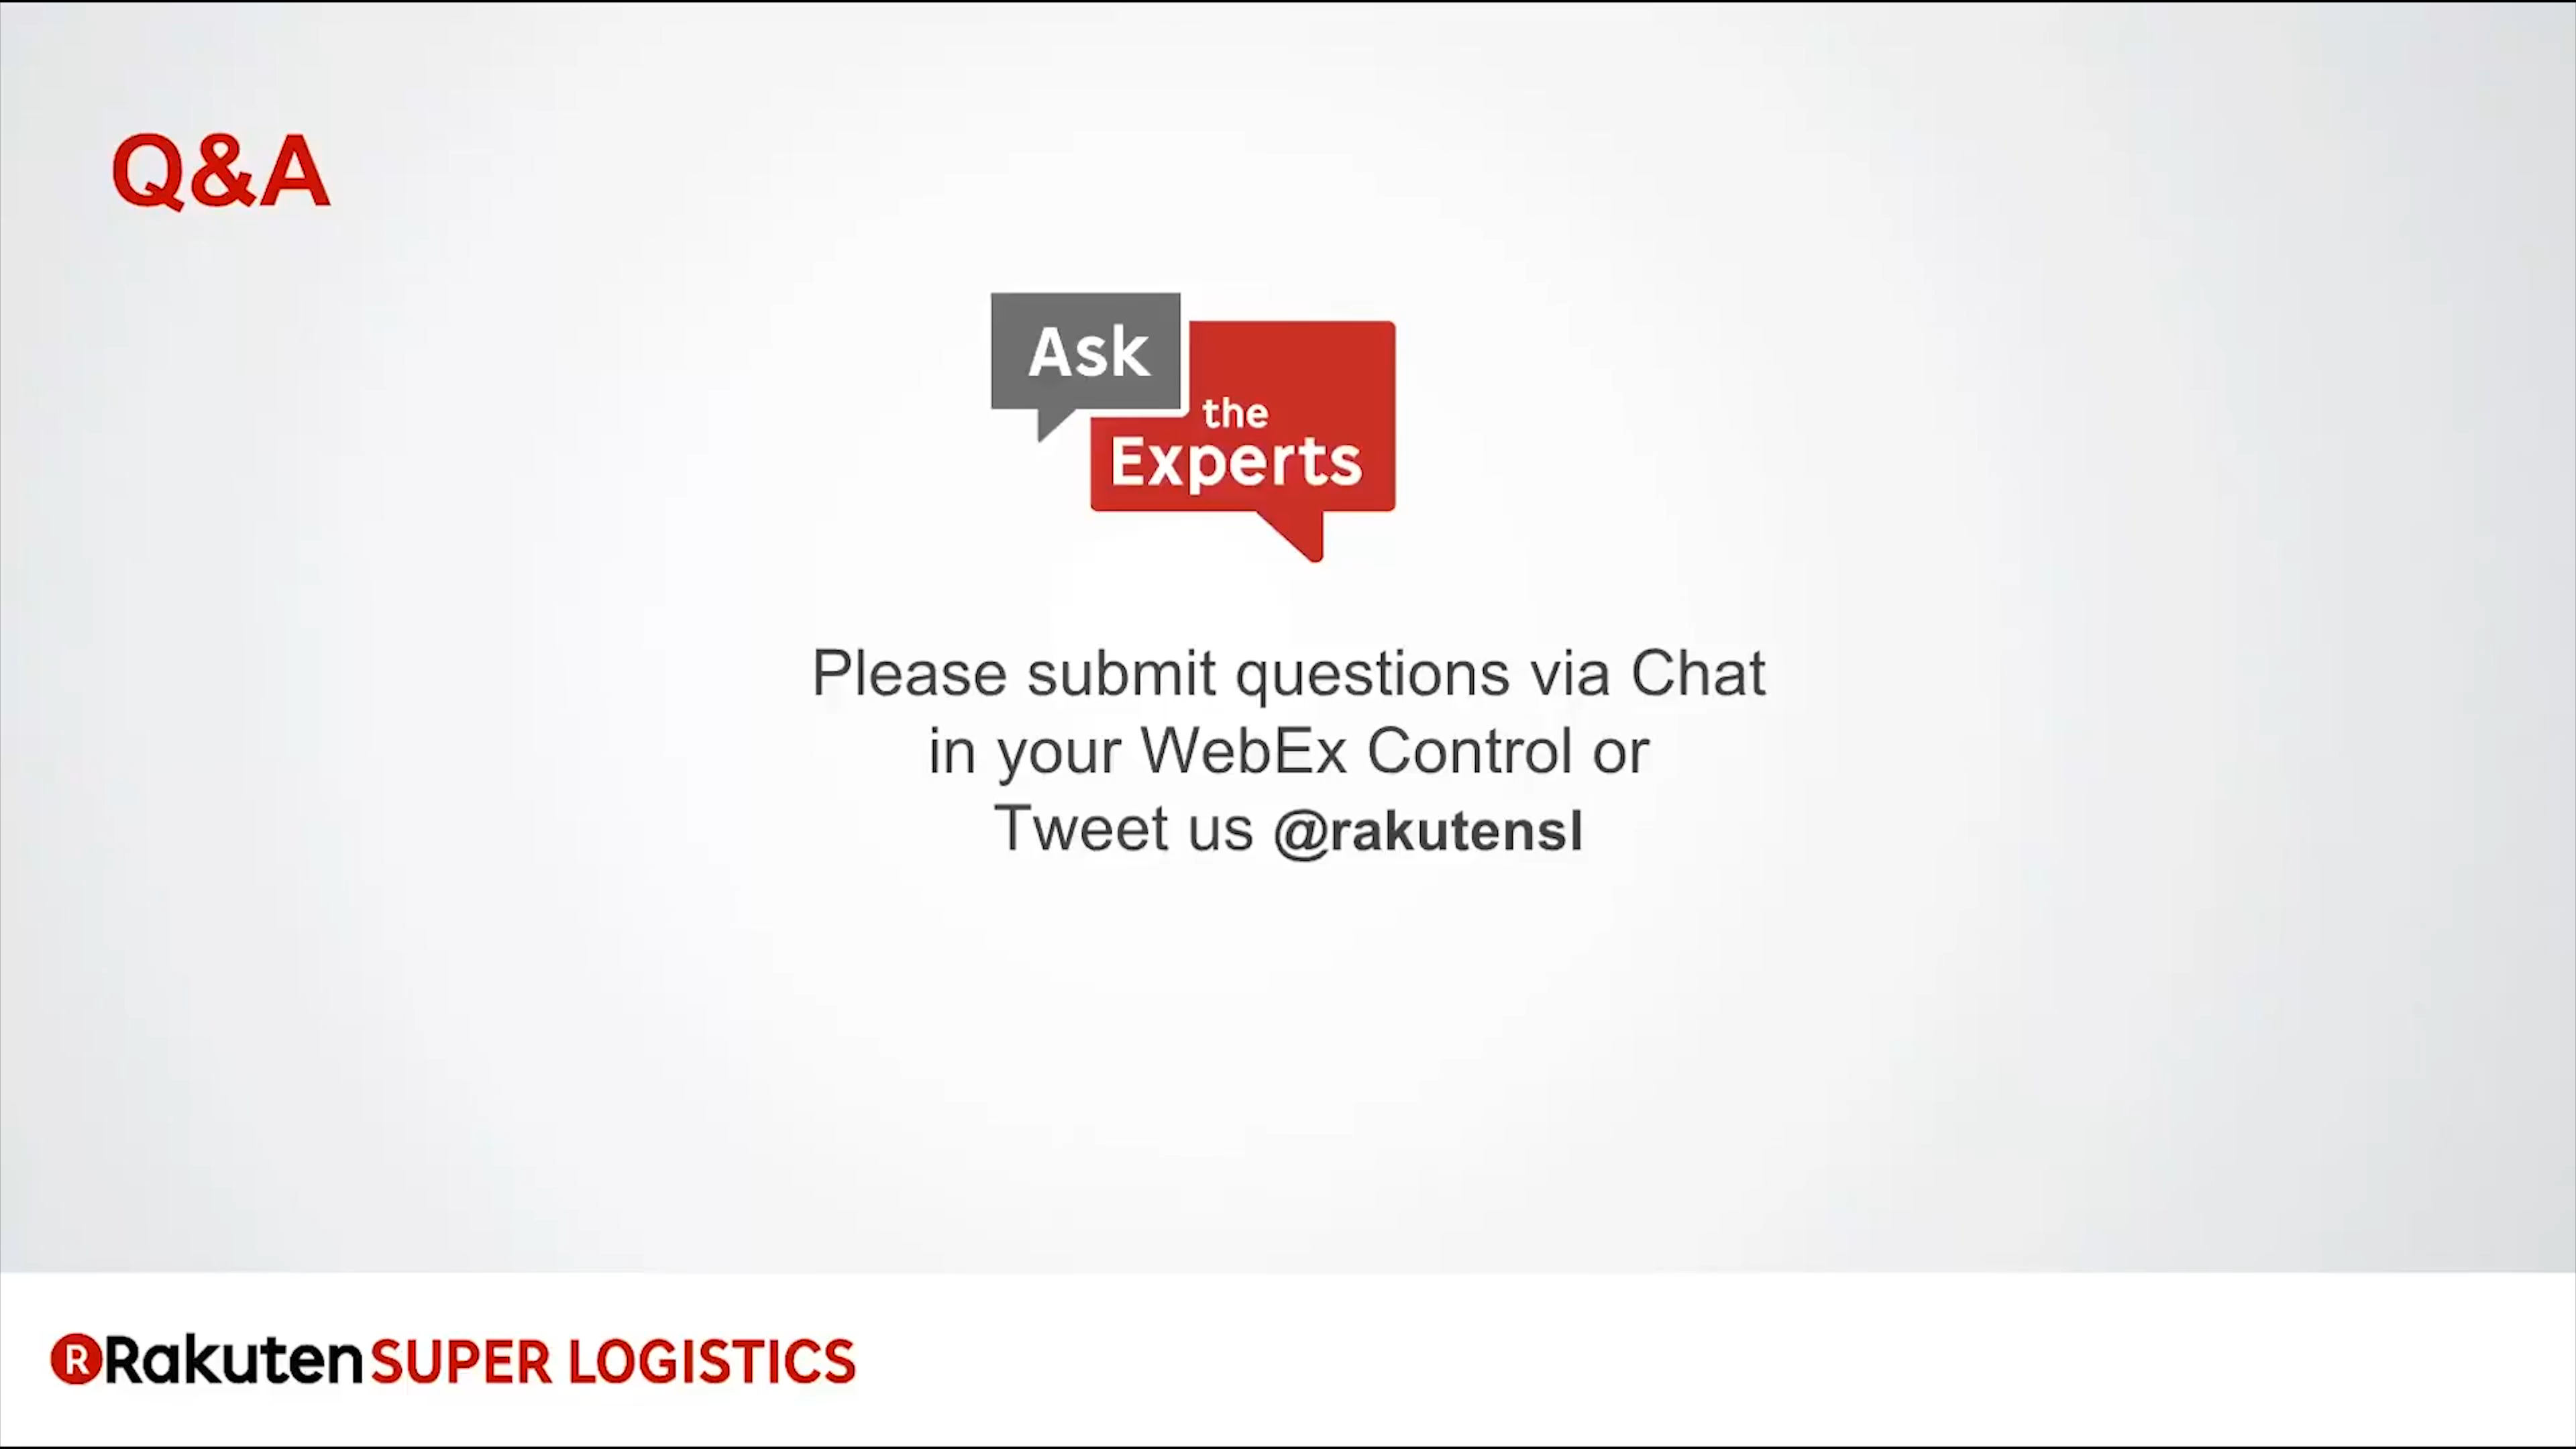 Q&A
Ask
the
Experts
Please submit questions via Chat
in your WebEx Control or
Tweet us @rakutensl
R Rakuten SUPER LOGISTICS